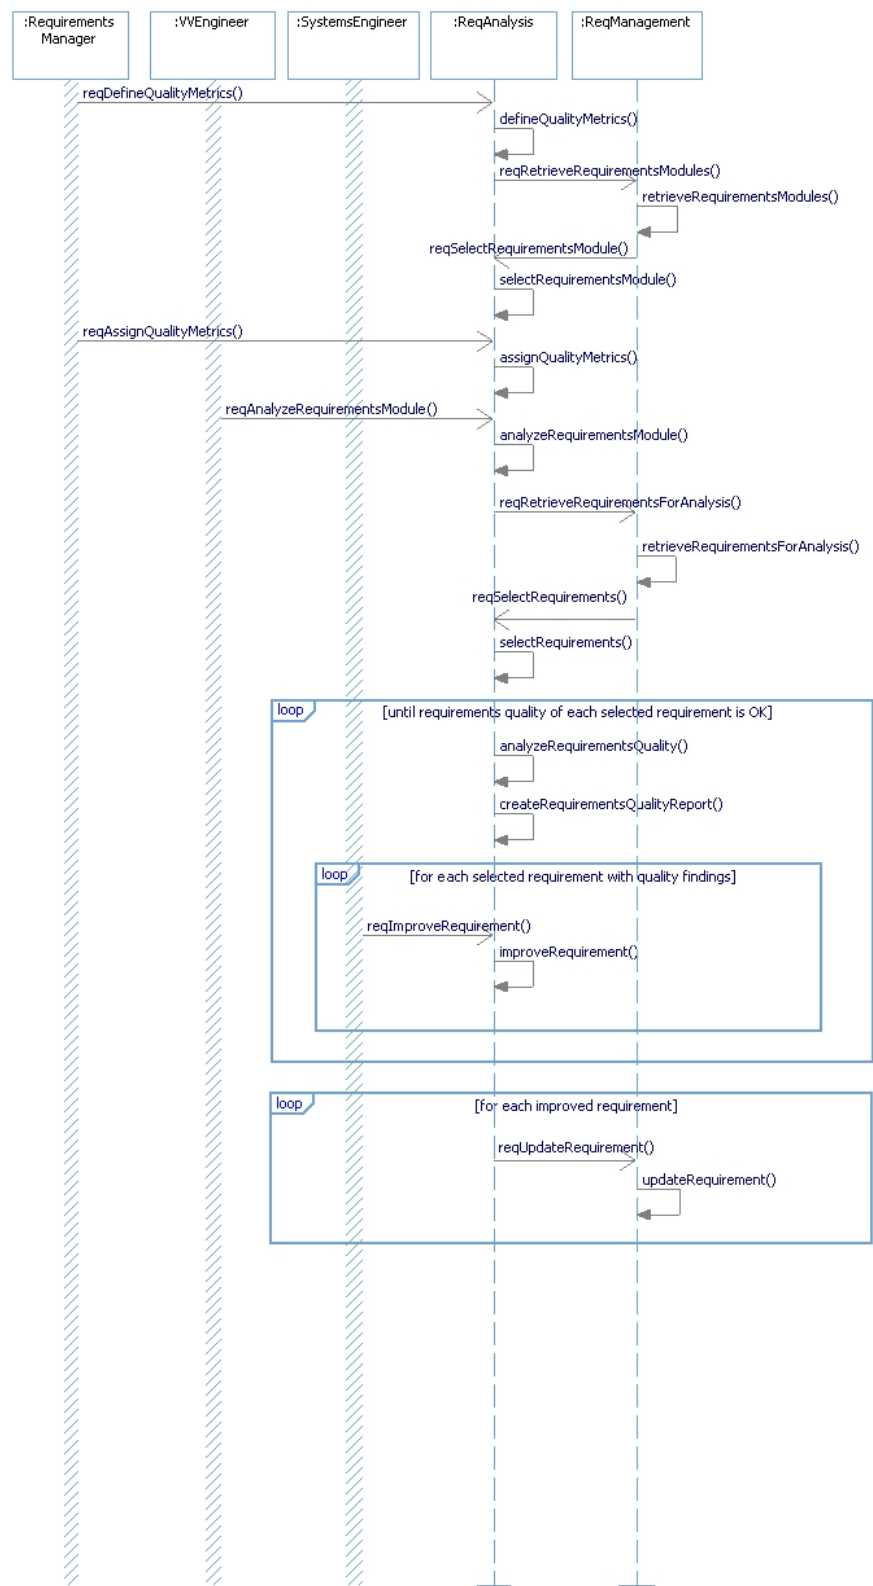 :Requirements
Manager
:VVEngineer
:SystemsEngineer
:ReqAnalysis
:ReqManagement
reqDefineQualityMetrics()
defineQualityMetrics()
reqRetrieveRequirementsModules()
retrieveRequirementsModules()
reqSelectRequirementsModule()
selectRequirementsModule()
reqAssignQualityMetrics()
assignQualityMetrics()
reqAnalyzeRequirementsModule()
analyzeRequirementsModule()
reqRetrieveRequirementsForAnalysis()
retrieveRequirementsForAnalysis()
reqSelectRequirements()
selectRequirements()
loop
[until requirements quality of each selected requirement is OK]
analyzeRequirementsQuality()
createRequirementsQualityReport()
loop
[for each selected requirement with quality findings]
reqImproveRequirement()
improveRequirement()
loop
[for each improved requirement]
reqUpdateRequirement()
updateRequirement()